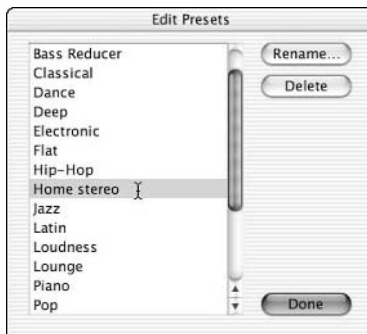 Edit Presets
Bass Reducer
Classical
Dance
Deep
Electronic
Flat
Hip-Hop
Home stereo
Jazz
Latin
Loudness
Lounge
Piano
Pop
Rename...
Delete
Done